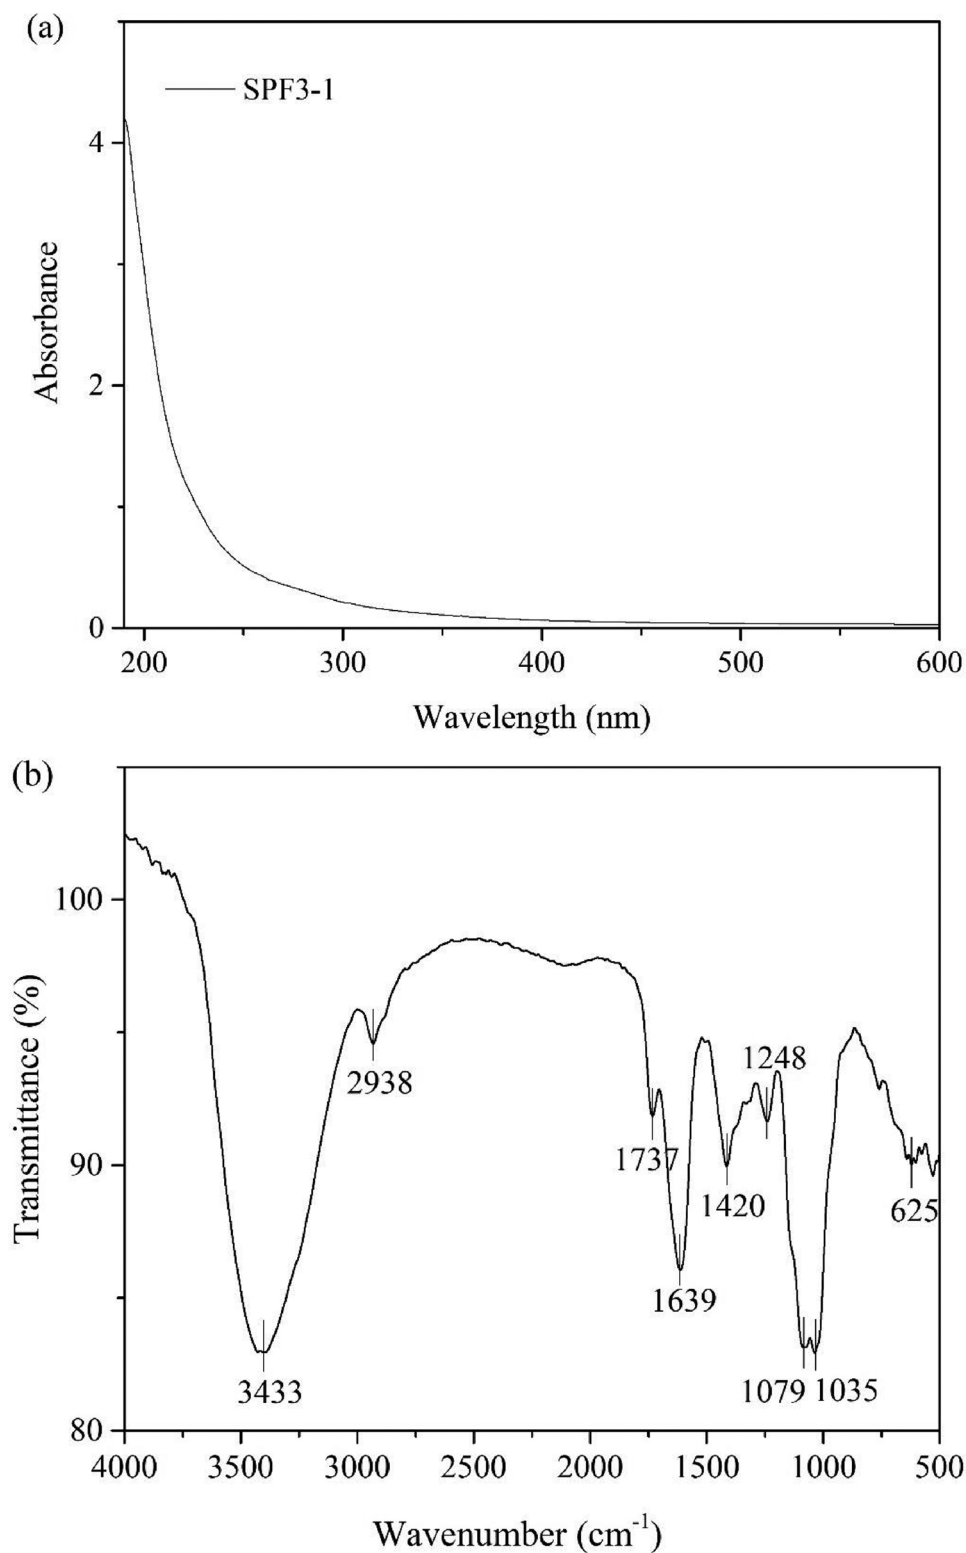 (a)
SPF3-1
4
2
0
Absorbance
200 300 400 500 600
Wavelength (nm)
(b)
100
90
80
Transmittance (%)
2938
1248
1737
1420
625
1639
3433
1079 1035
4000 3500 3000 2500 2000 1500 1000 500
Wavenumber (cm⁻¹)